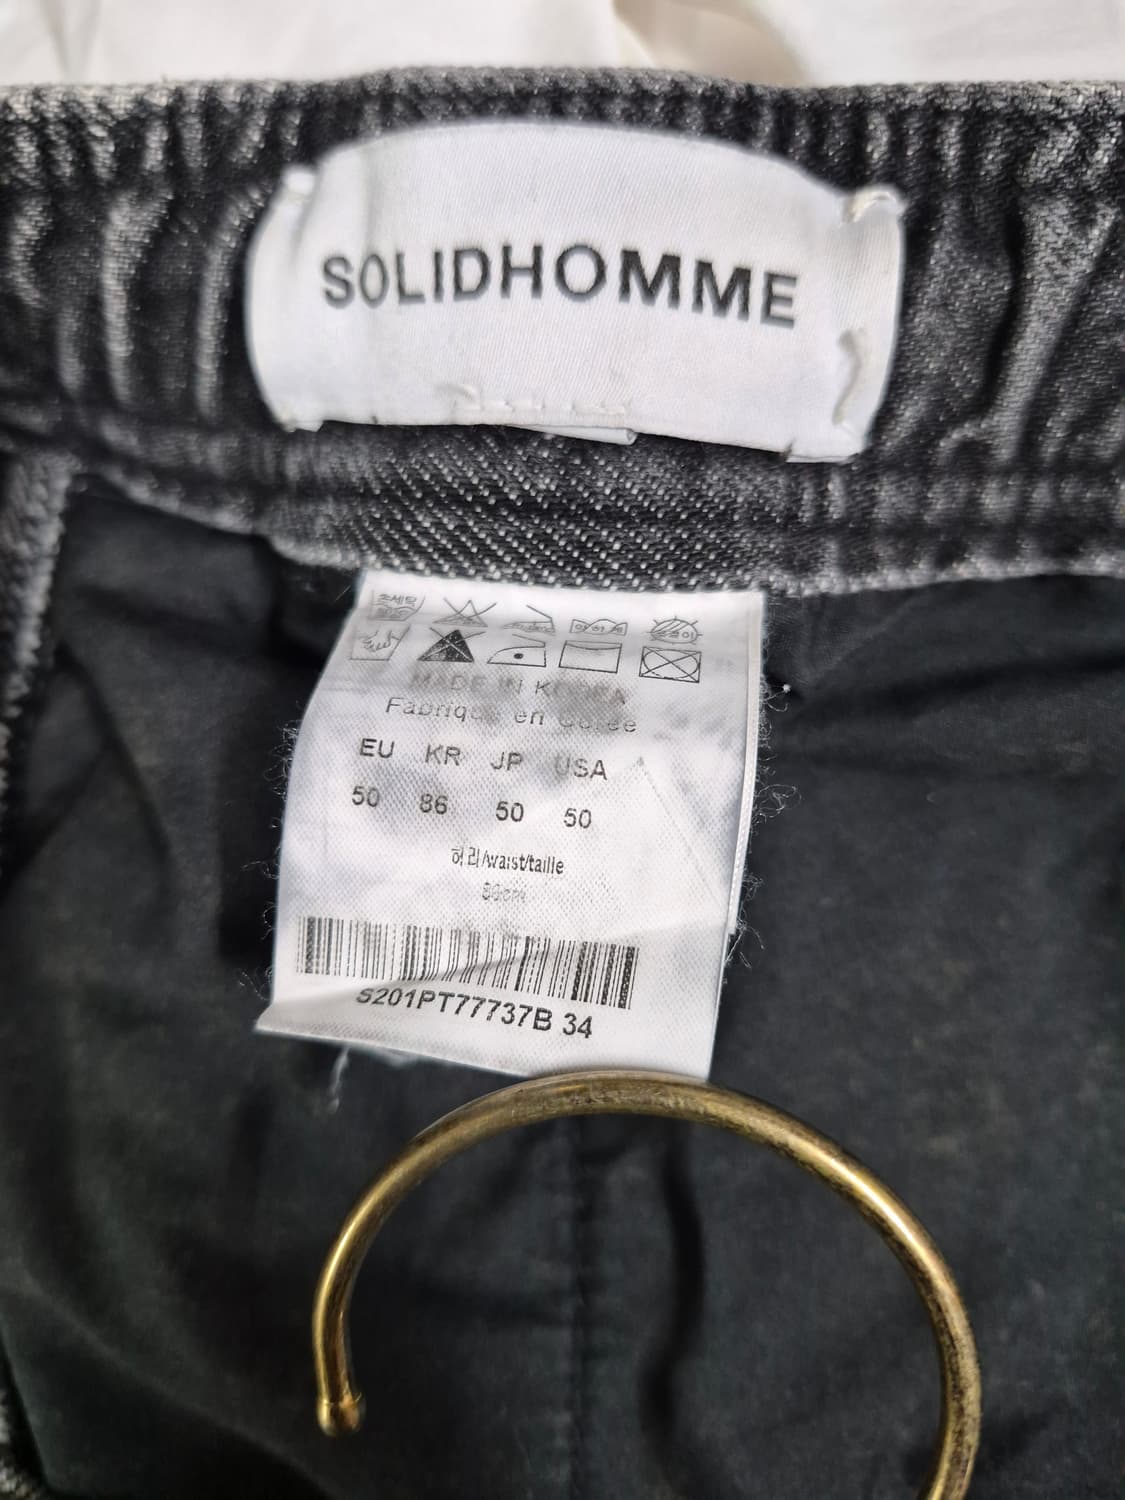 SOLIDHOMME
MADE IN KOREA
Fabriqué en Corée
EU KR JP USA
50 86 50 50
허리/waist/taille
86cm
S201PT77737B 34